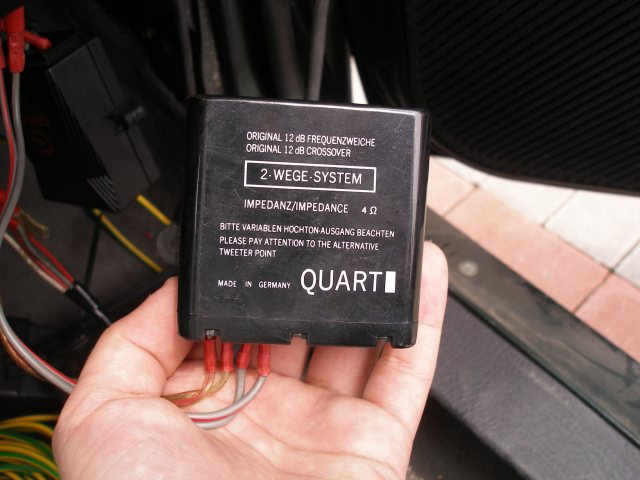 ORIGINAL 12 dB FREQUENZWEICHE
ORIGINAL 12 dB CROSSOVER
2·WEGE·SYSTEM
IMPEDANZ/IMPEDANCE 4 Ω
BITTE VARIABLEN HOCHTON-AUSGANG BEACHTEN
PLEASE PAY ATTENTION TO THE ALTERNATIVE
TWEETER POINT
MADE IN GERMANY QUART